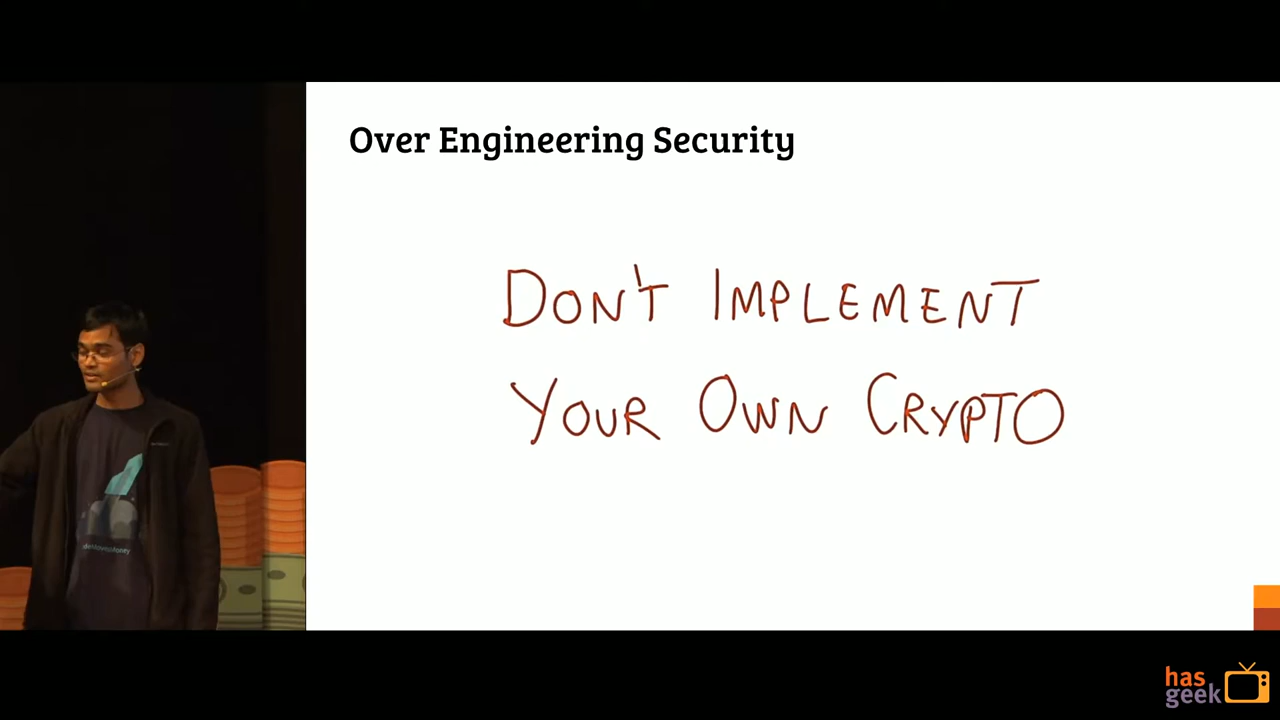 Over Engineering Security
DON'T IMPLEMENT
YOUR OWN CRYPTO
has
geek